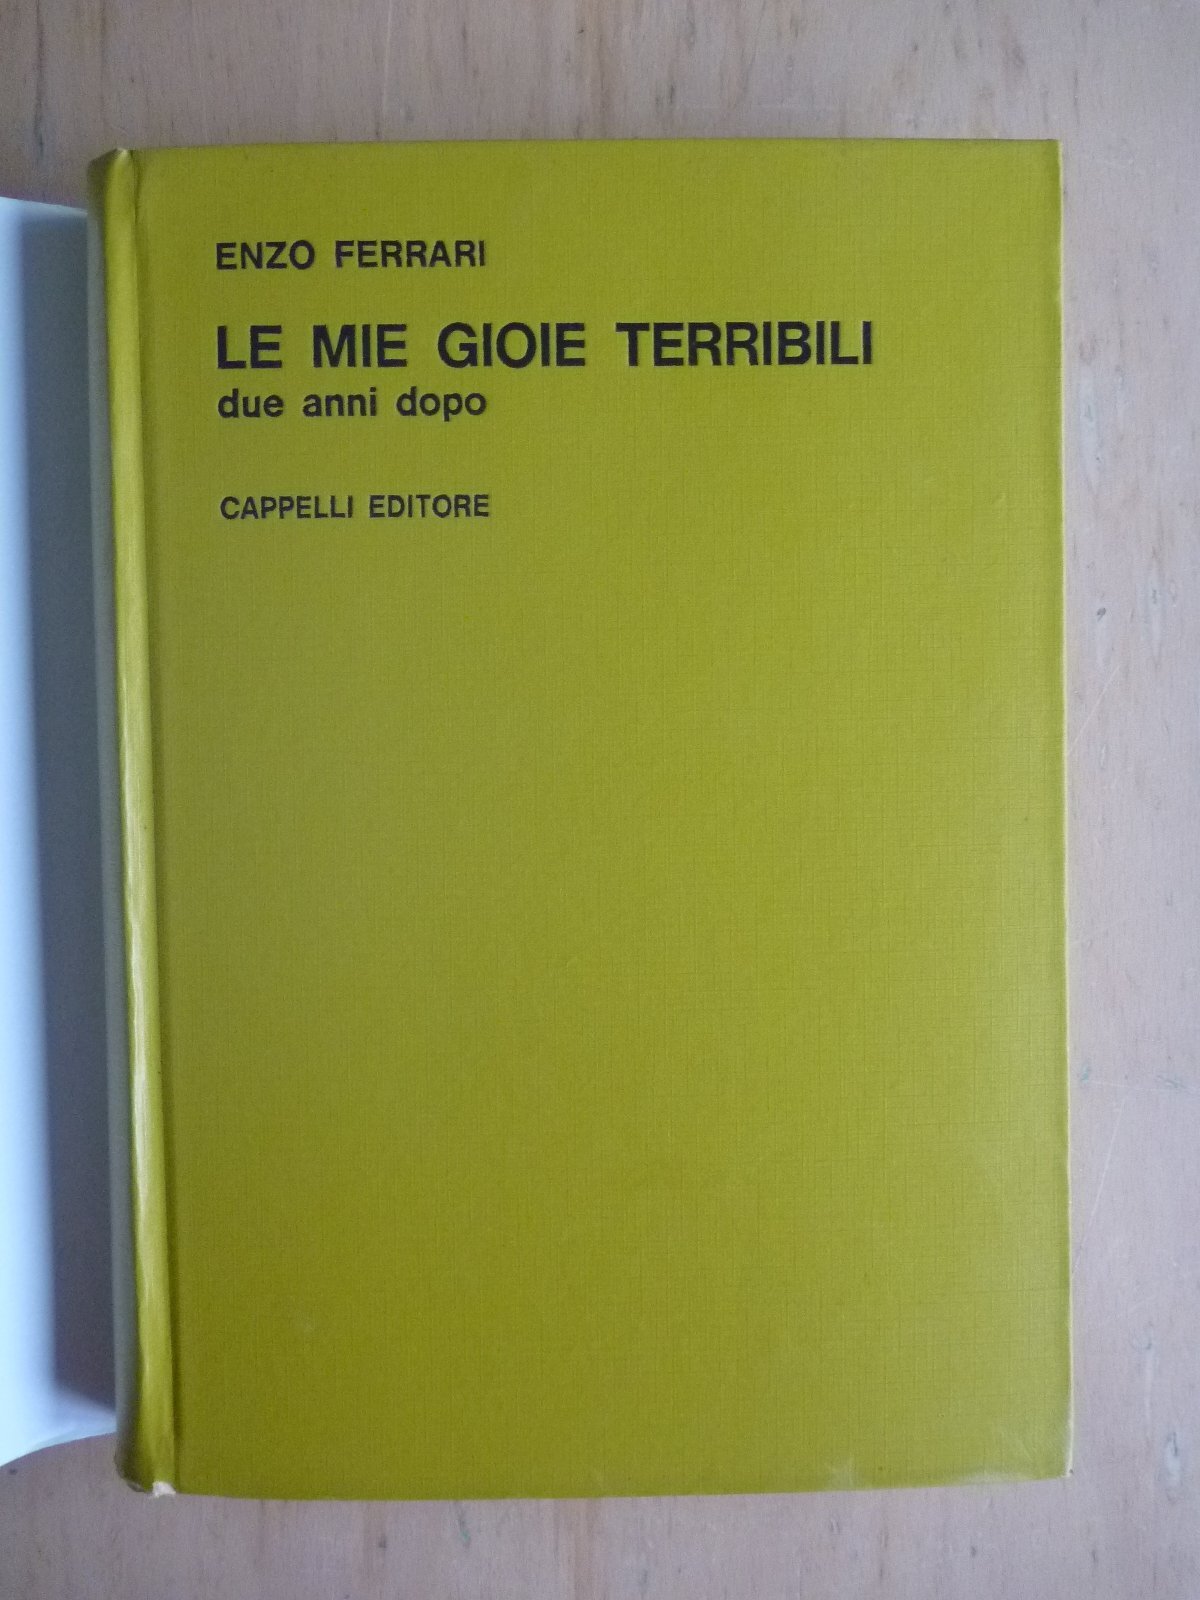 ENZO FERRARI
LE MIE GIOIE TERRIBILI
due anni dopo
CAPPELLI EDITORE